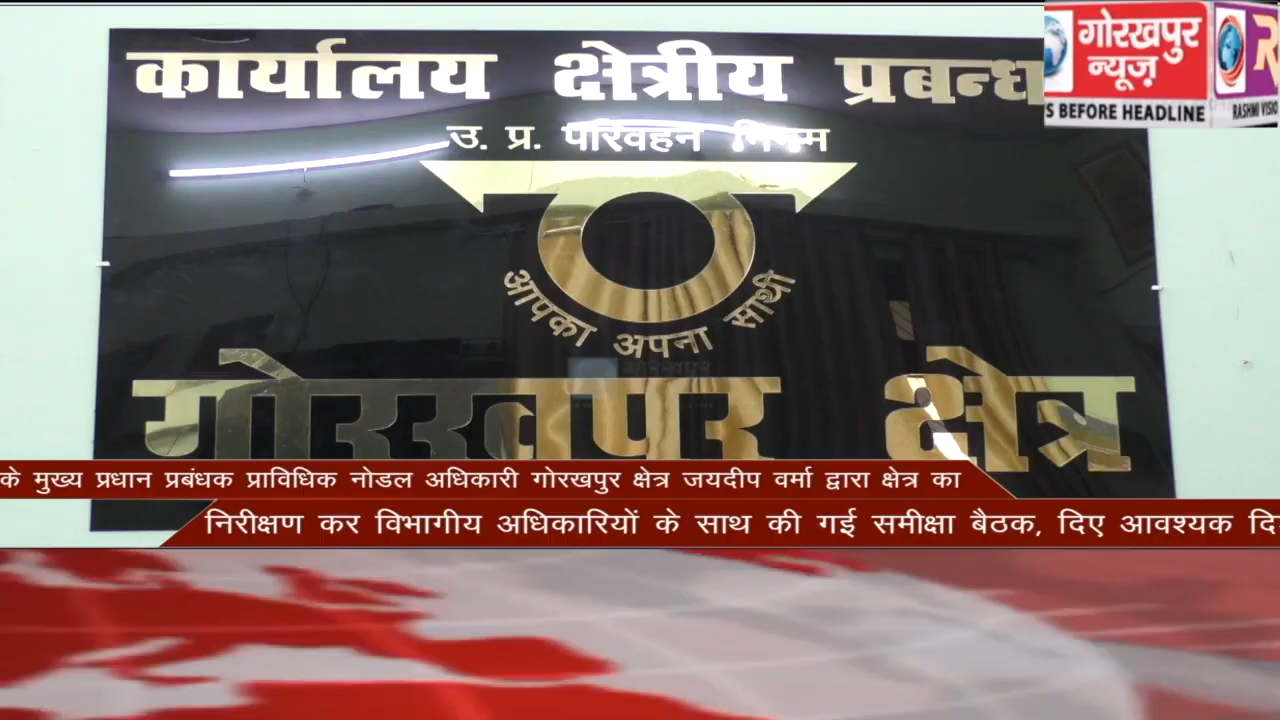 कार्यालय क्षेत्रीय प्रबन्ध
उ. प्र. परिवहन निगम
आपका अपना साथी
गोरखपुर क्षेत्र
गोरखपुर
न्यूज़
S BEFORE HEADLINE
R
RASHMI VISIO
के मुख्य प्रधान प्रबंधक प्राविधिक नोडल अधिकारी गोरखपुर क्षेत्र जयदीप वर्मा द्वारा क्षेत्र का
निरीक्षण कर विभागीय अधिकारियों के साथ की गई समीक्षा बैठक, दिए आवश्यक दि